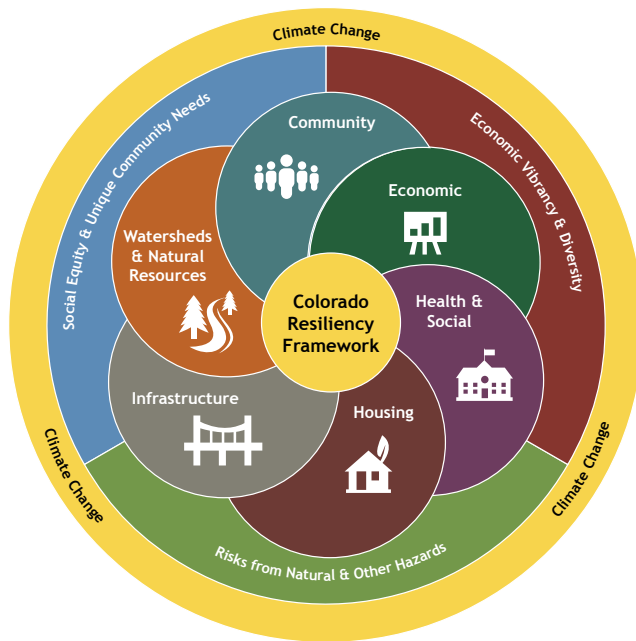 Climate Change
Social Equity & Unique Community Needs
Economic Vibrancy & Diversity
Community
Economic
Watersheds
& Natural
Resources
Health &
Social
Colorado
Resiliency
Framework
Infrastructure
Housing
Climate Change
Climate Change
Risks from Natural & Other Hazards